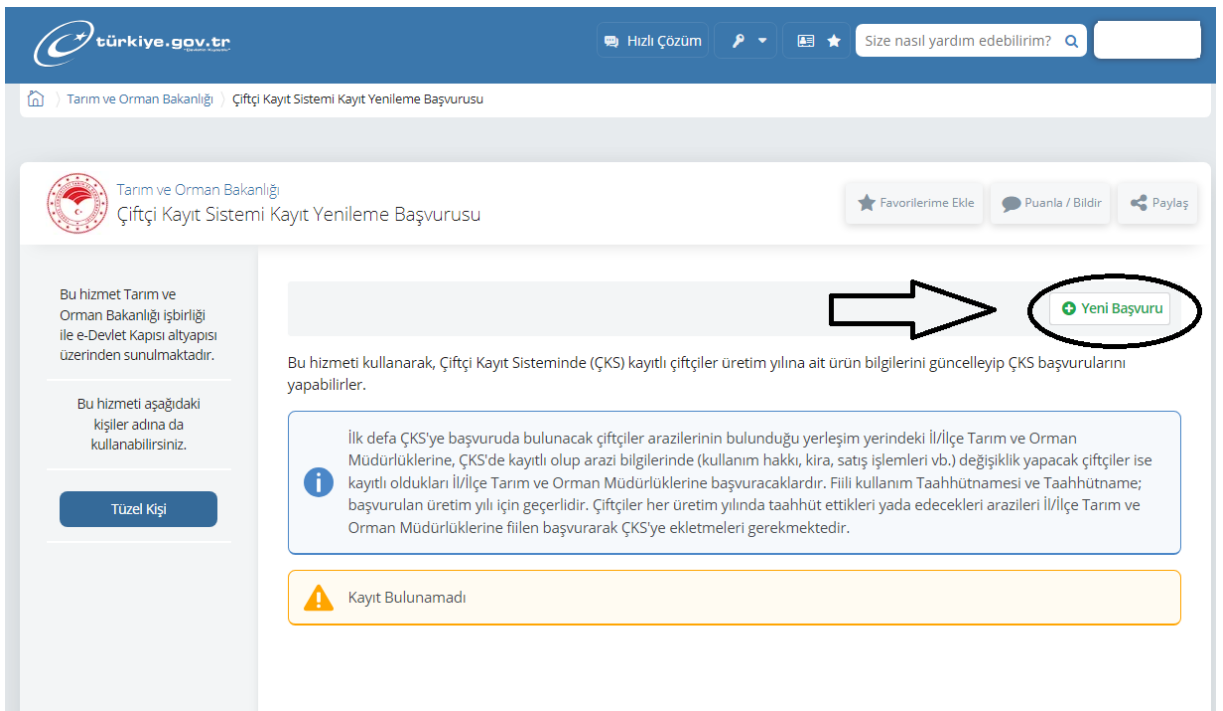 türkiye.gov.tr
Hızlı Çözüm
Size nasıl yardım edebilirim?
Tarım ve Orman Bakanlığı
Çiftçi Kayıt Sistemi Kayıt Yenileme Başvurusu
Tarım ve Orman Bakanlığı
Çiftçi Kayıt Sistemi Kayıt Yenileme Başvurusu
Favorilerime Ekle
Puanla / Bildir
Paylaş
Bu hizmet Tarım ve
Orman Bakanlığı işbirliği
ile e-Devlet Kapısı altyapısı
üzerinden sunulmaktadır.
Bu hizmeti aşağıdaki
kişiler adına da
kullanabilirsiniz.
Tüzel Kişi
Yeni Başvuru
Bu hizmeti kullanarak, Çiftçi Kayıt Sisteminde (ÇKS) kayıtlı çiftçiler üretim yılına ait ürün bilgilerini güncelleyip ÇKS başvurularını
yapabilirler.
İlk defa ÇKS'ye başvuruda bulunacak çiftçiler arazilerinin bulunduğu yerleşim yerindeki İl/İlçe Tarım ve Orman
Müdürlüklerine, ÇKS'de kayıtlı olup arazi bilgilerinde (kullanım hakkı, kira, satış işlemleri vb.) değişiklik yapacak çiftçiler ise
kayıtlı oldukları İl/İlçe Tarım ve Orman Müdürlüklerine başvuracaklardır. Fiili kullanım Taahhütnamesi ve Taahhütname;
başvurulan üretim yılı için geçerlidir. Çiftçiler her üretim yılında taahhüt ettikleri yada edecekleri arazileri İl/İlçe Tarım ve
Orman Müdürlüklerine fiilen başvurarak ÇKS'ye ekletmeleri gerekmektedir.
Kayıt Bulunamadı